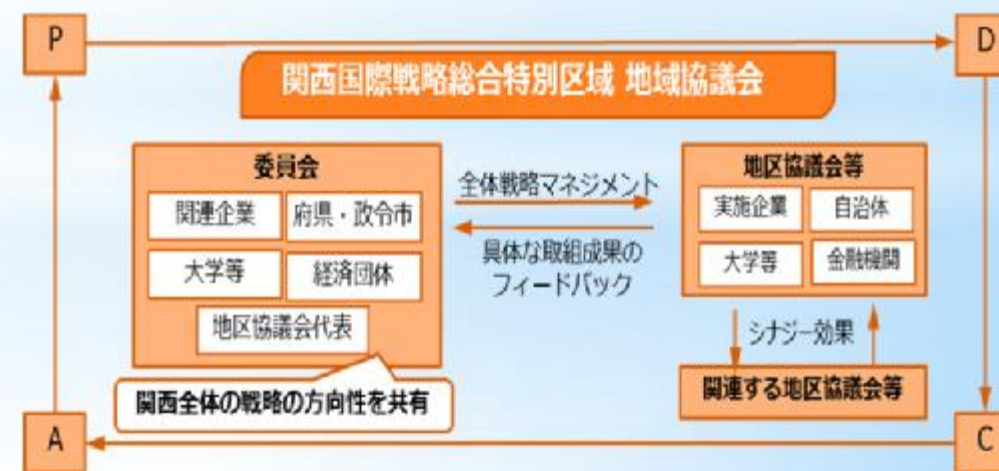 P
D
関西国際戦略総合特別区域 地域協議会
委員会
関連企業
府県・政令市
大学等
経済団体
地区協議会代表
関西全体の戦略の方向性を共有
全体戦略マネジメント
具体な取組成果の
フィードバック
地区協議会等
実施企業
自治体
大学等
金融機関
シナジー効果
関連する地区協議会等
A
C